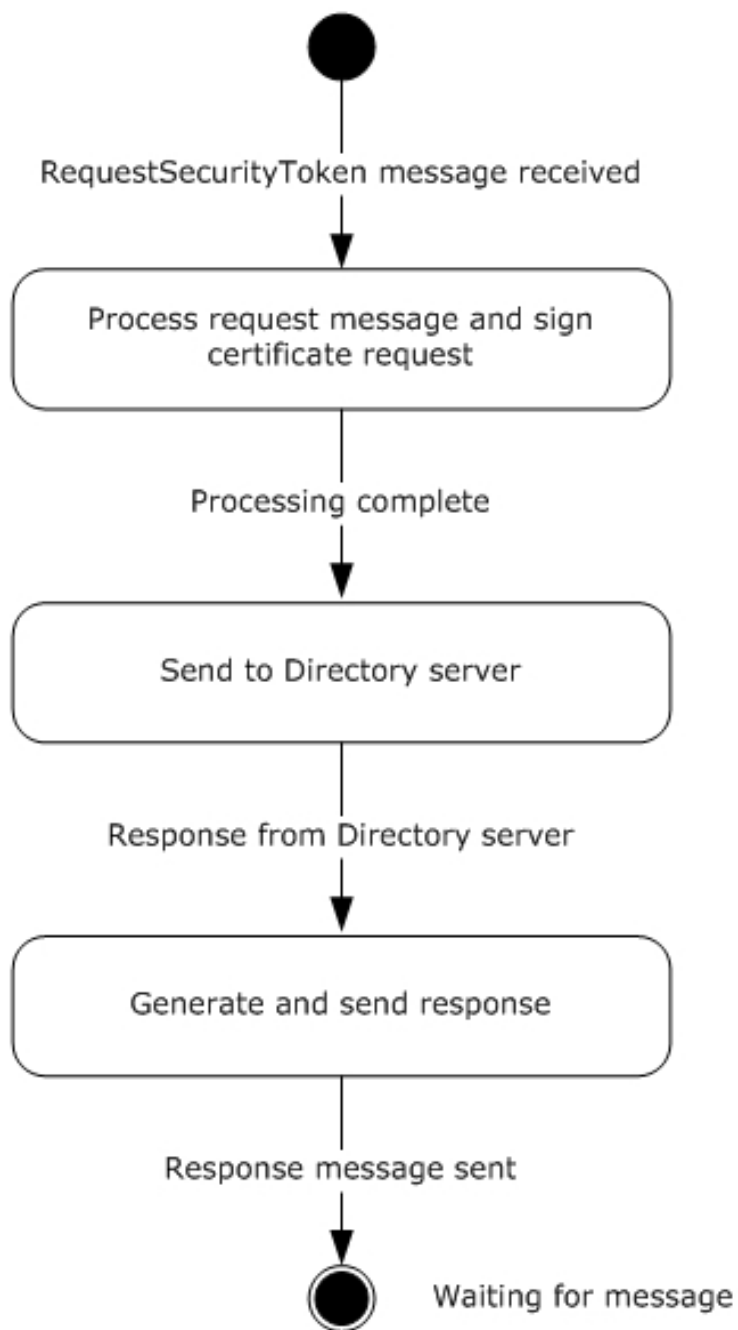 RequestSecurityToken message received
Process request message and sign
certificate request
Processing complete
Send to Directory server
Response from Directory server
Generate and send response
Response message sent
Waiting for message